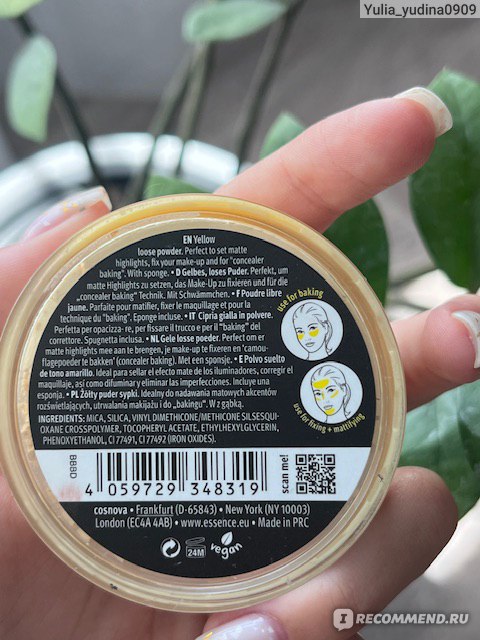 Yulia_yudina0909
EN Yellow
loose powder. Perfect to set matte
highlights, fix your make-up and for "concealer
baking". With sponge. • D Gelbes, loses Puder. Perfekt, um
matte Highlights zu setzen, das Make-Up zu fixieren und für die
„concealer baking" Technik. Mit Schwämmchen. • F Poudre libre
jaune. Parfaite pour matifier, fixer le maquillage et pour la
technique du "baking". Eponge incluse. • IT Cipria gialla in polvere.
Perfetta per opacizza- re, per fissare il trucco e per il "baking" del
correttore. Spugnetta inclusa. • NL Gele losse poeder. Perfect om er
matte highlights mee aan te brengen, je make-up te fixeren en 'camou-
flagepoeder te bakken' (concealer baking). Met een sponsje. • E Polvo suelto
de tono amarillo. Ideal para sellar el efecto mate de los iluminadores, corregir el
maquillaje, así como difuminar y eliminar las imperfecciones. Incluye una
esponja. • PL Żółty puder sypki. Idealny do nadawania matowych akcentów
rozświetlających, utrwalania makijażu i do „bakingu". W z gąbką.
INGREDIENTS: MICA, SILICA, VINYL DIMETHICONE/METHICONE SILSESQUI-
OXANE CROSSPOLYMER, TOCOPHERYL ACETATE, ETHYLHEXYLGLYCERIN,
PHENOXYETHANOL, CI 77491, CI 77492 (IRON OXIDES).
use for baking
use for fixing + mattifying
BBBD
4 059729 348319
scan me!
cosnova • Frankfurt (D-65843) • New York (NY 10003)
London (EC4A 4AB) • www.essence.eu • Made in PRC
24M
vegan
I RECOMMEND.RU